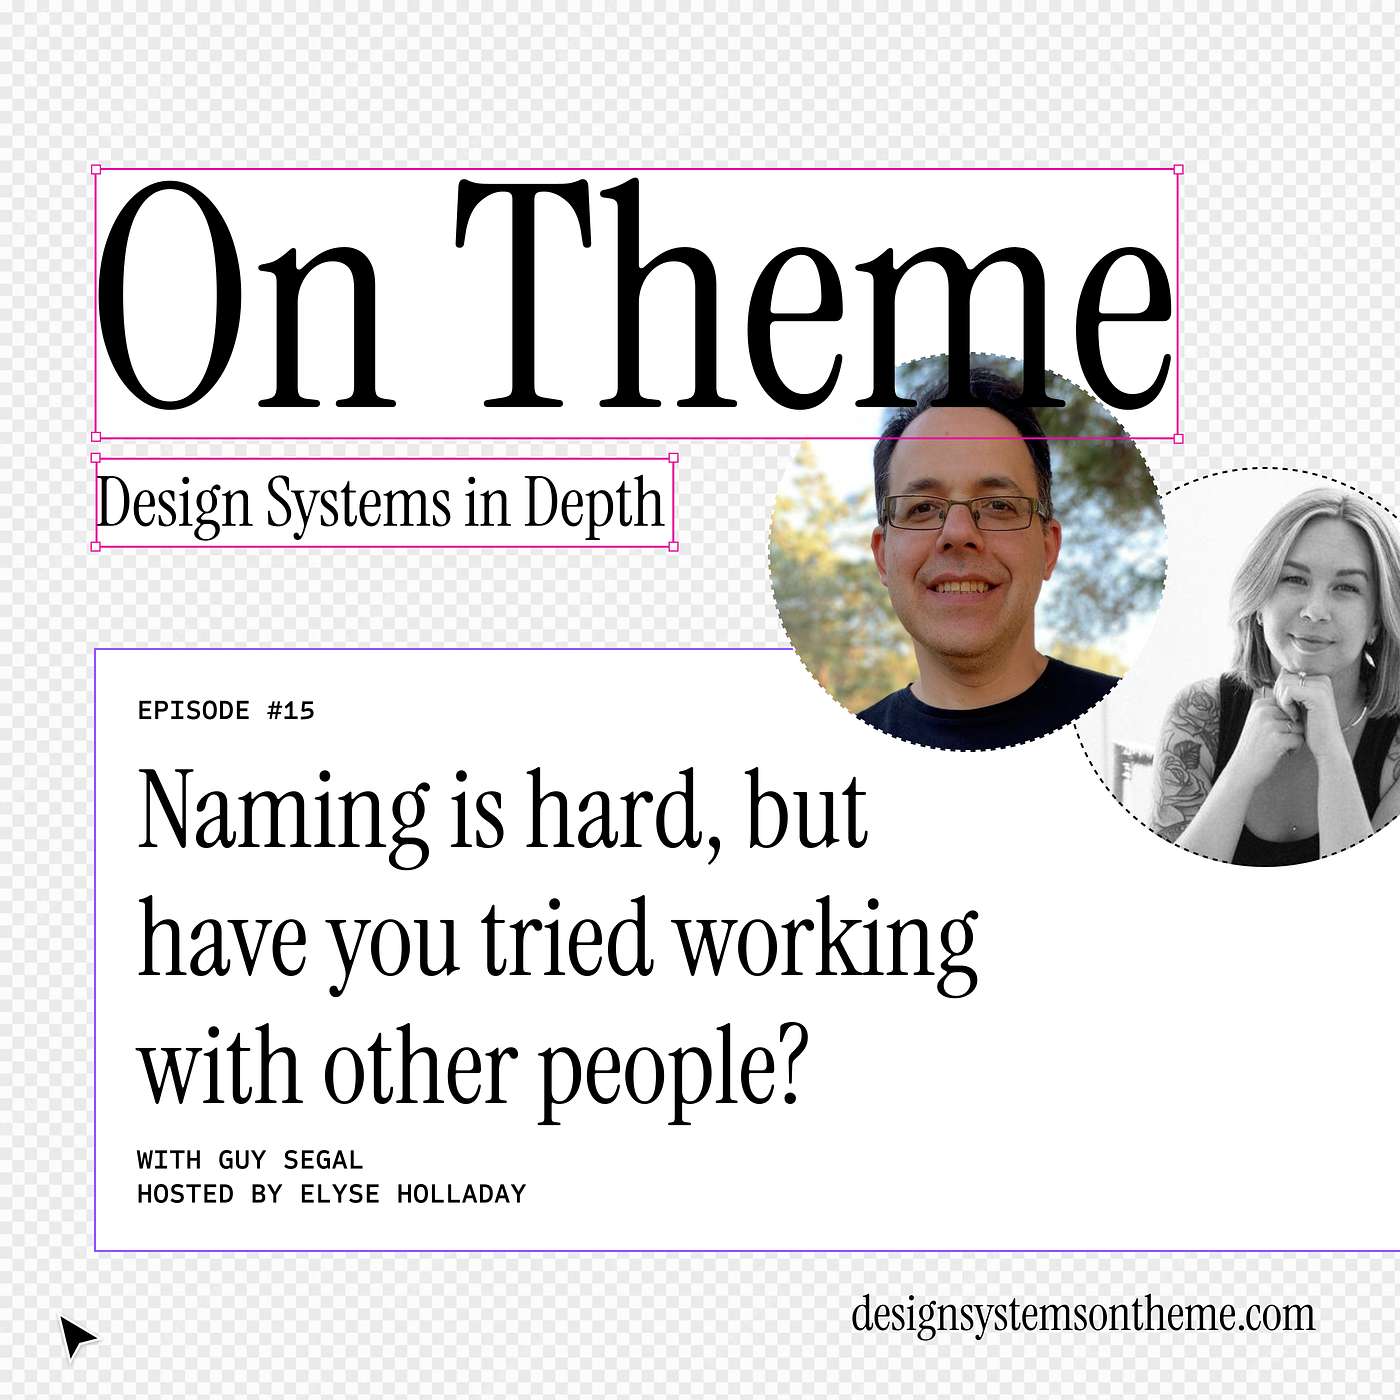 On Theme
Design Systems in Depth
EPISODE #15
Naming is hard, but
have you tried working
with other people?
WITH GUY SEGAL
HOSTED BY ELYSE HOLLADAY
designsystemsontheme.com